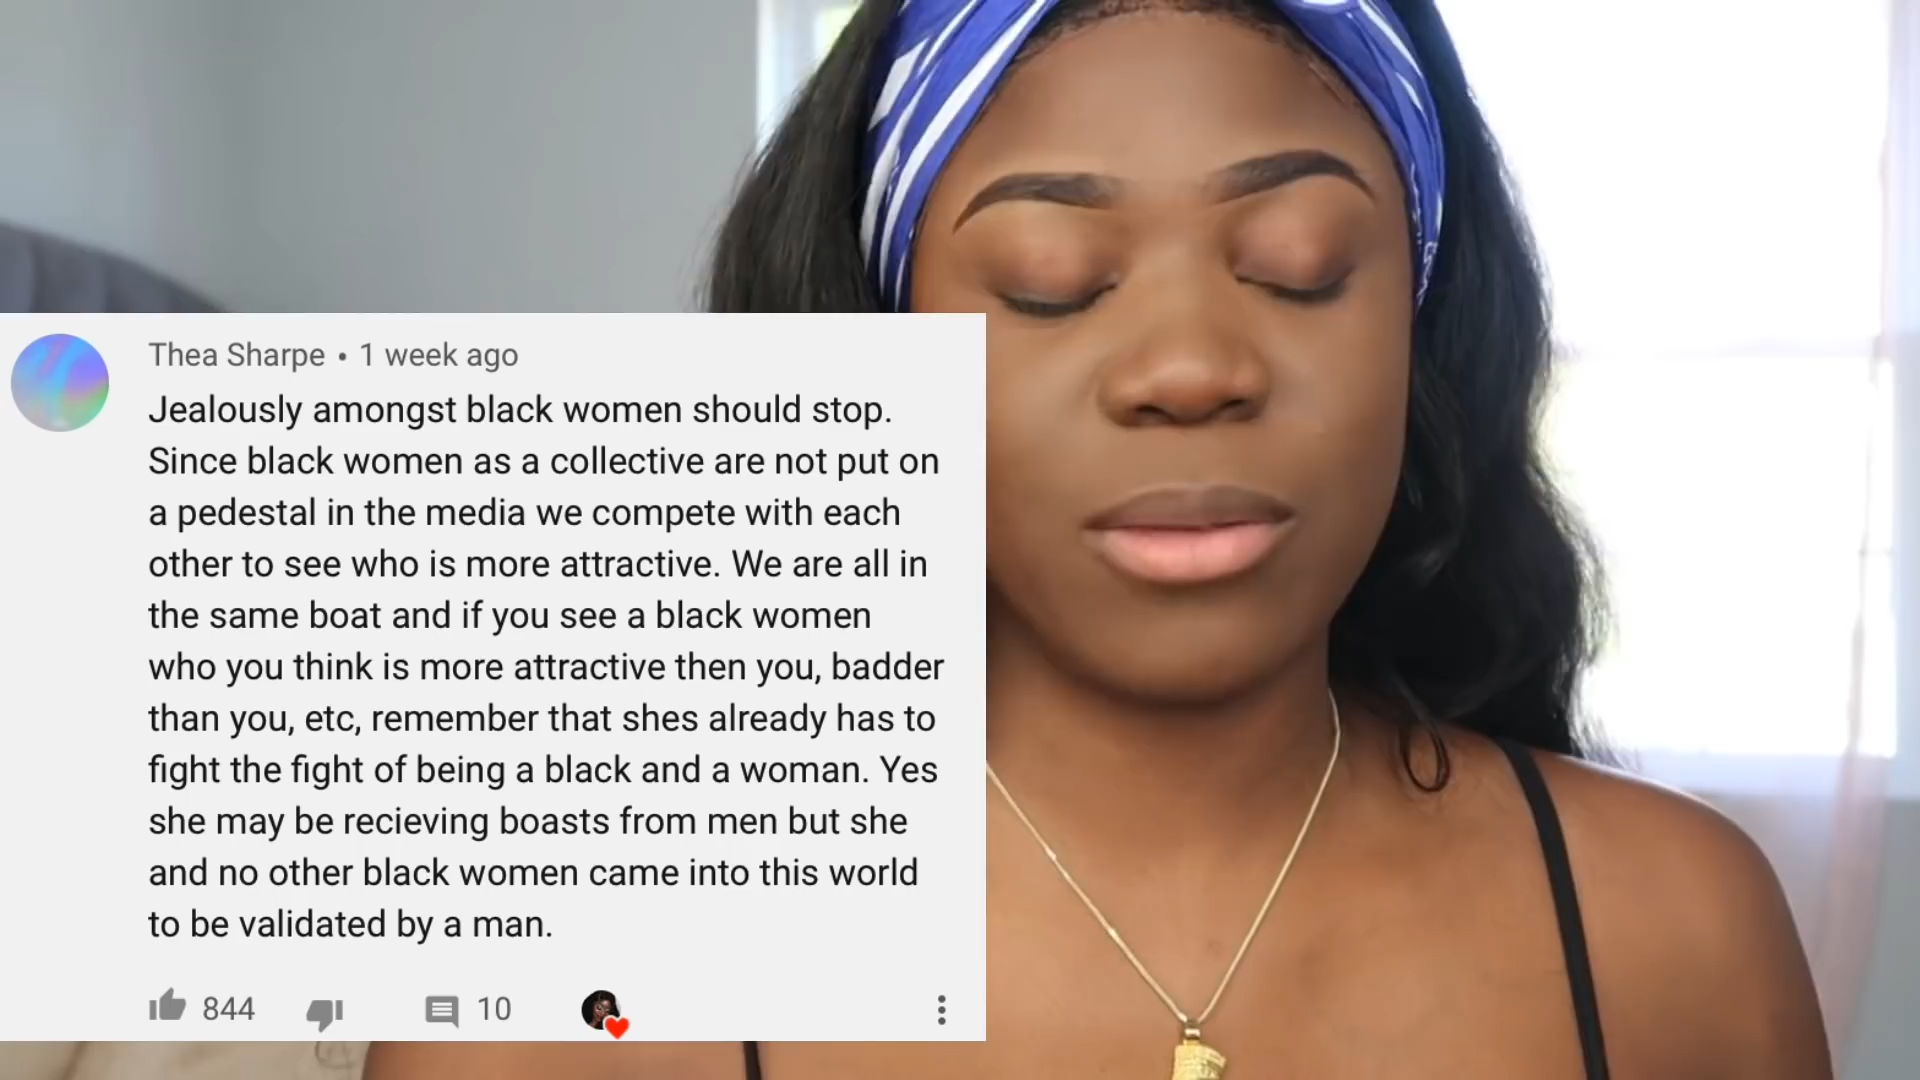 Thea Sharpe • 1 week ago
Jealously amongst black women should stop.
Since black women as a collective are not put on
a pedestal in the media we compete with each
other to see who is more attractive. We are all in
the same boat and if you see a black women
who you think is more attractive then you, badder
than you, etc, remember that shes already has to
fight the fight of being a black and a woman. Yes
she may be recieving boasts from men but she
and no other black women came into this world
to be validated by a man.
844
10